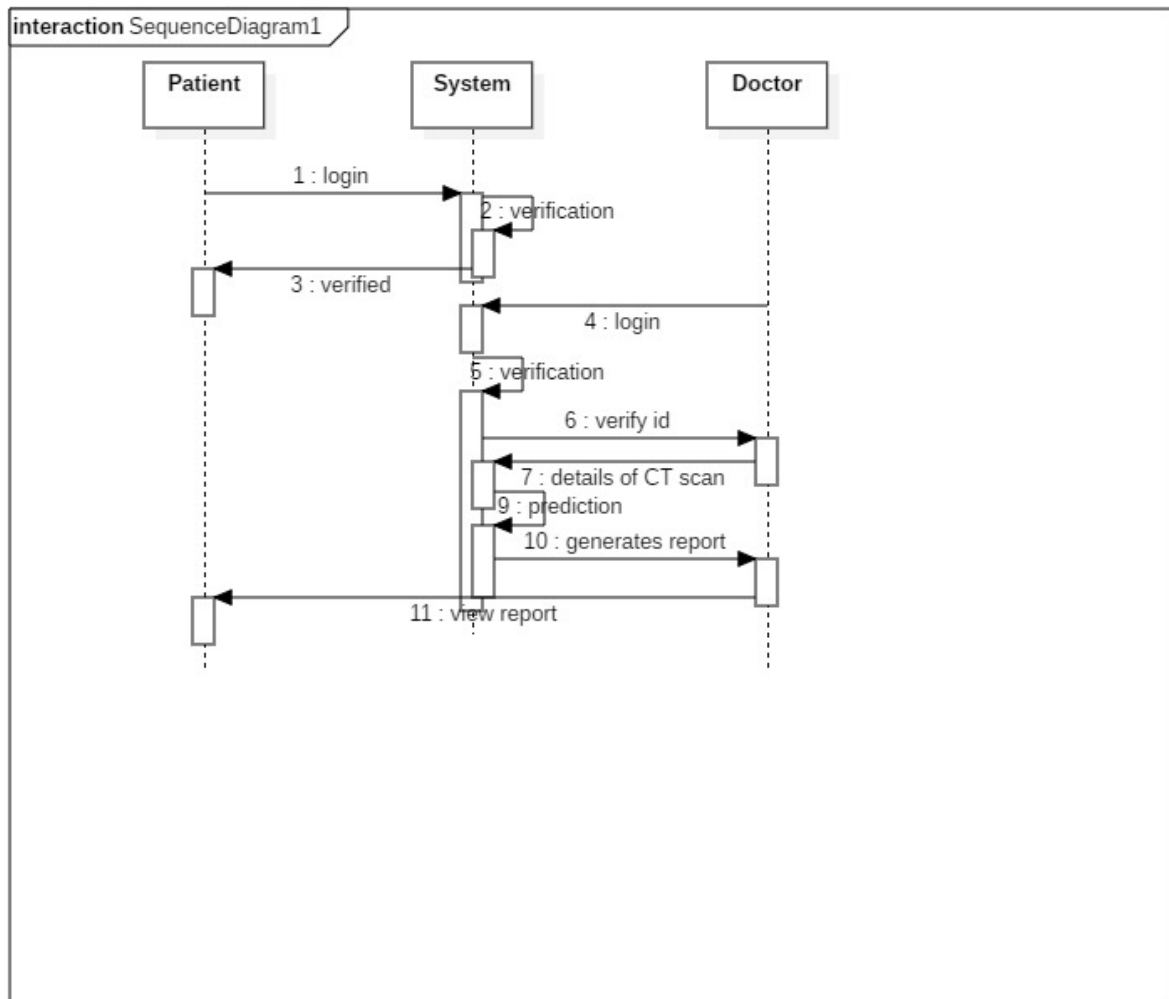 interaction SequenceDiagram1
Patient
System
Doctor
1 : login
2 : verification
3 : verified
4 : login
5 : verification
6 : verify id
7 : details of CT scan
9 : prediction
10 : generates report
11 : view report